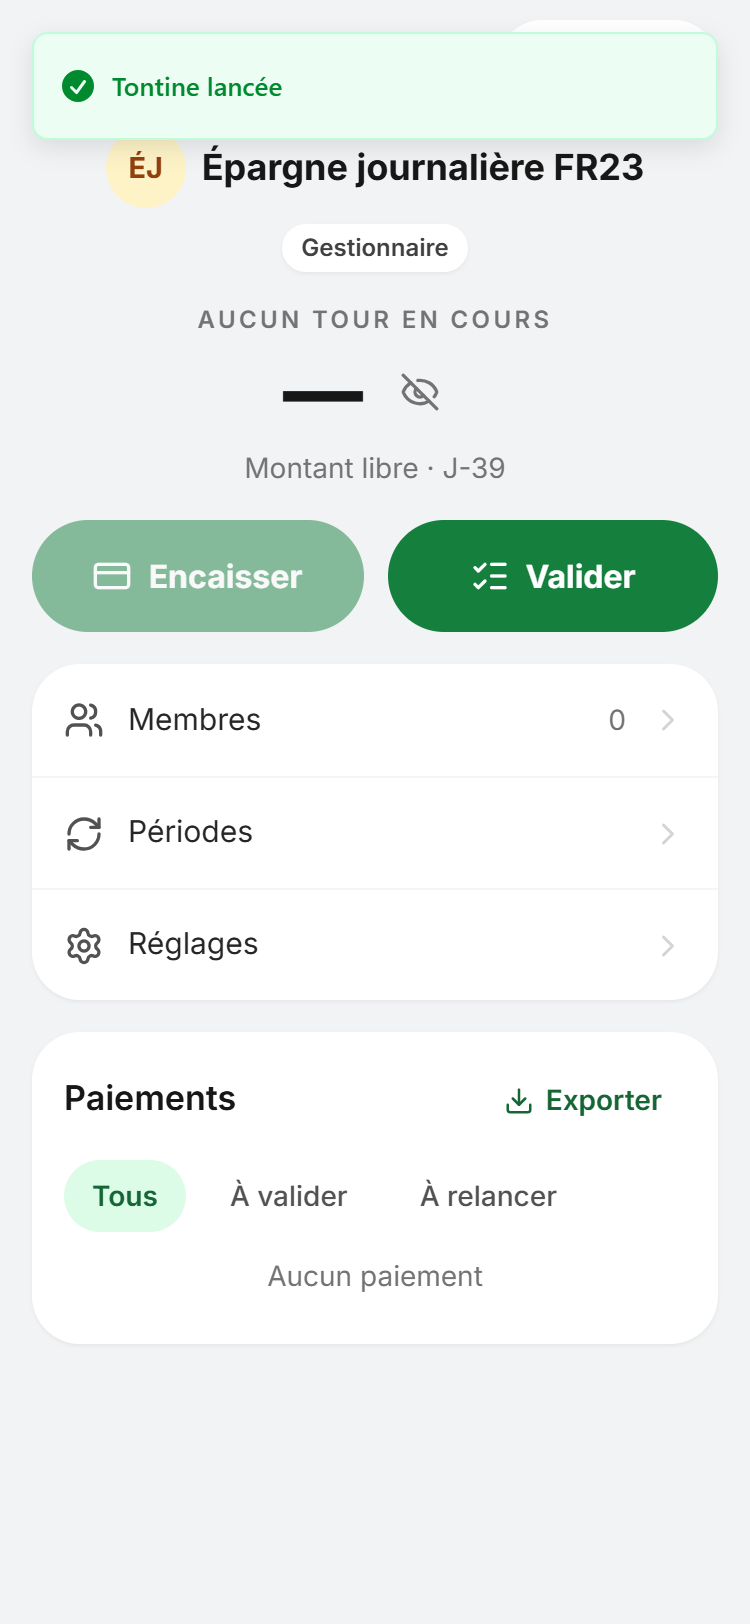 Tontine lancée
ÉJ Épargne journalière FR23
Gestionnaire
AUCUN TOUR EN COURS
—
Montant libre · J-39
Encaisser
Valider
Membres 0
Périodes
Réglages
Paiements
Exporter
Tous À valider À relancer
Aucun paiement